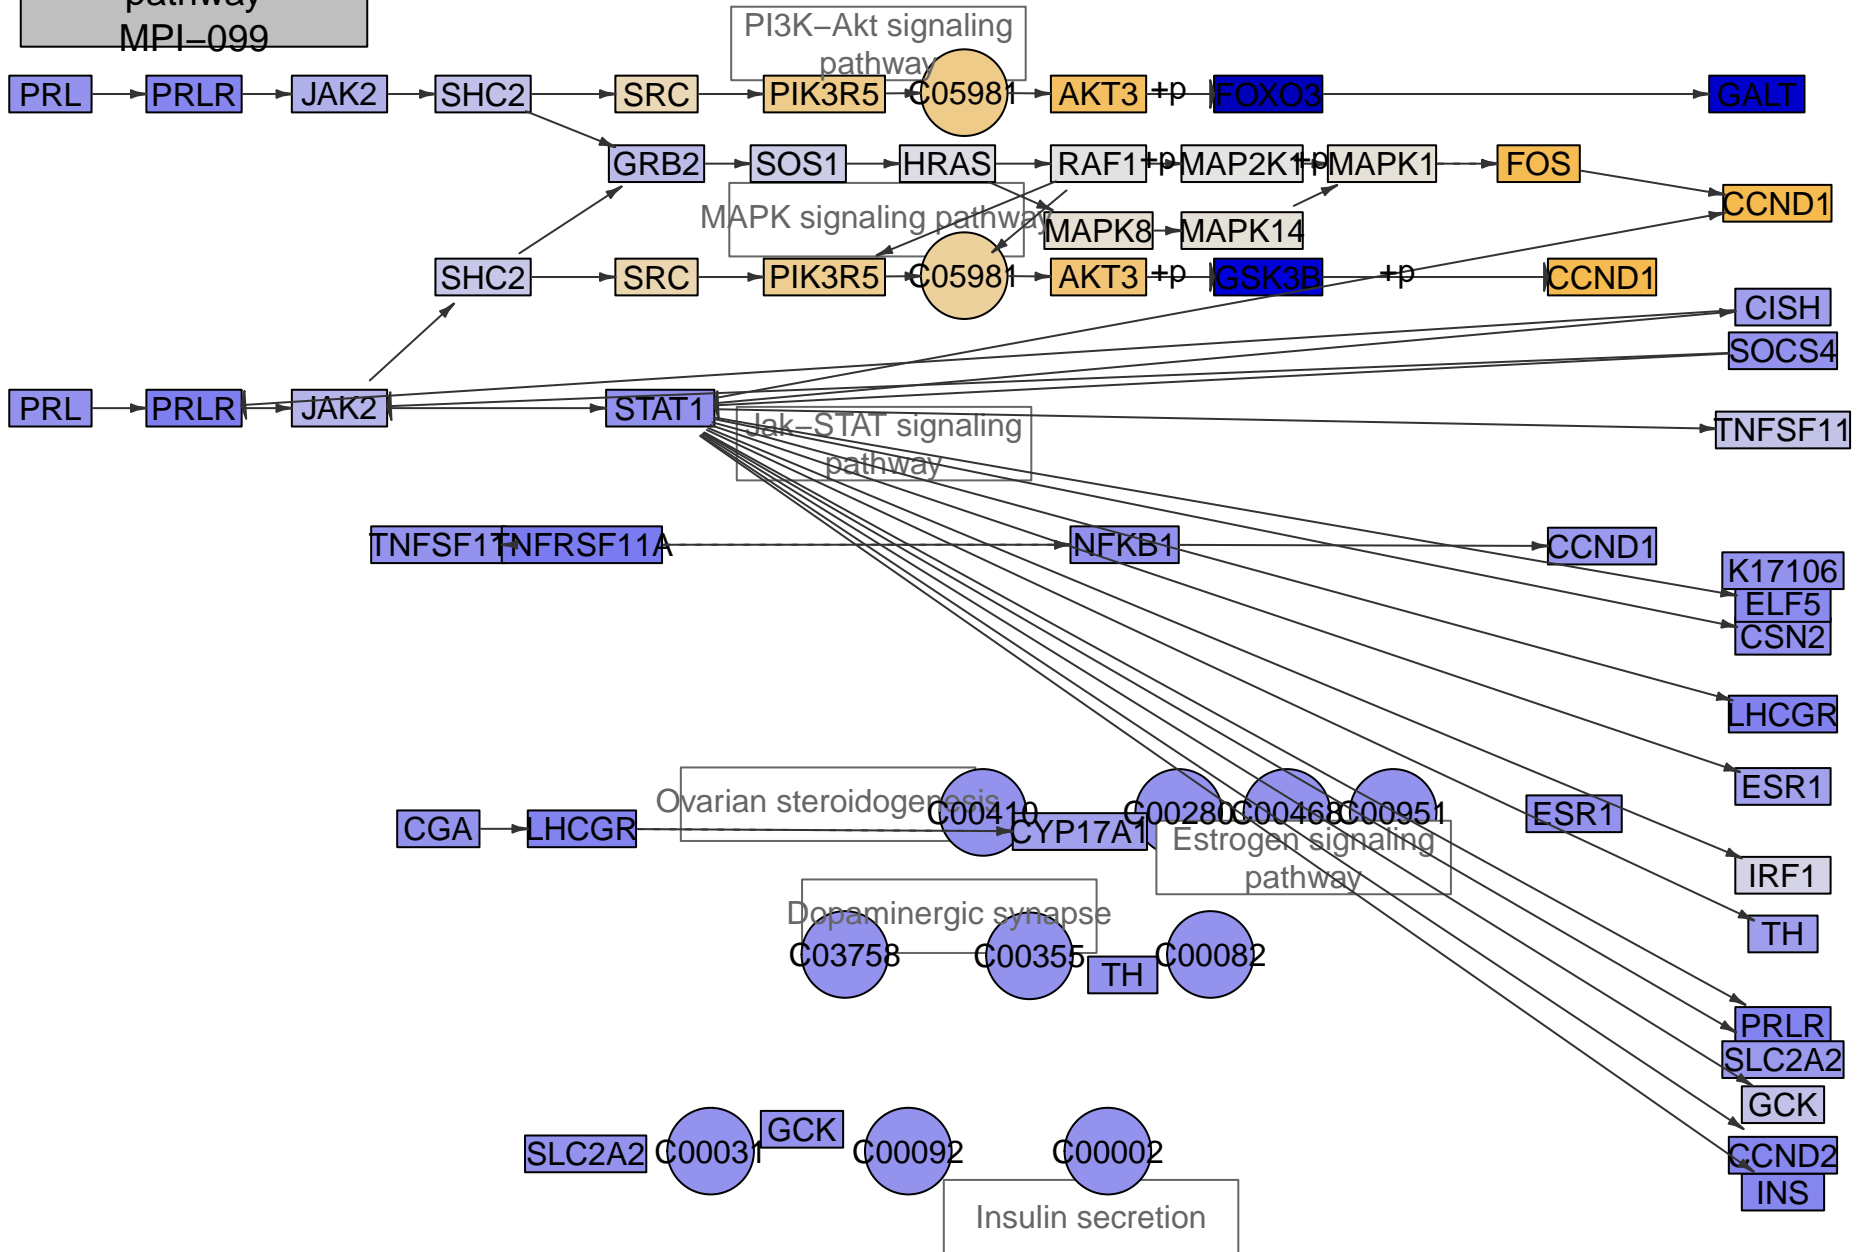 pathway
MPI−099
PI3K−Akt signaling
pathway
PRL
PRLR
JAK2
SHC2
SRC
PIK3R5
C05981
AKT3
+p
FOXO3
GALT
GRB2
SOS1
HRAS
RAF1
+p
MAP2K1
+p
MAPK1
FOS
CCND1
MAPK signaling pathway
MAPK8
MAPK14
SHC2
SRC
PIK3R5
C05981
AKT3
+p
GSK3B
+p
CCND1
CISH
SOCS4
PRL
PRLR
JAK2
STAT1
Jak−STAT signaling
pathway
TNFSF11
TNFSF11
TNFRSF11A
NFKB1
CCND1
K17106
ELF5
CSN2
LHCGR
ESR1
Ovarian steroidogenesis
C00410
C00280
C00468
C00951
ESR1
CGA
LHCGR
CYP17A1
Estrogen signaling
pathway
IRF1
Dopaminergic synapse
TH
C03758
C00355
TH
C00082
PRLR
SLC2A2
GCK
SLC2A2
C00031
GCK
C00092
C00002
CCND2
INS
Insulin secretion